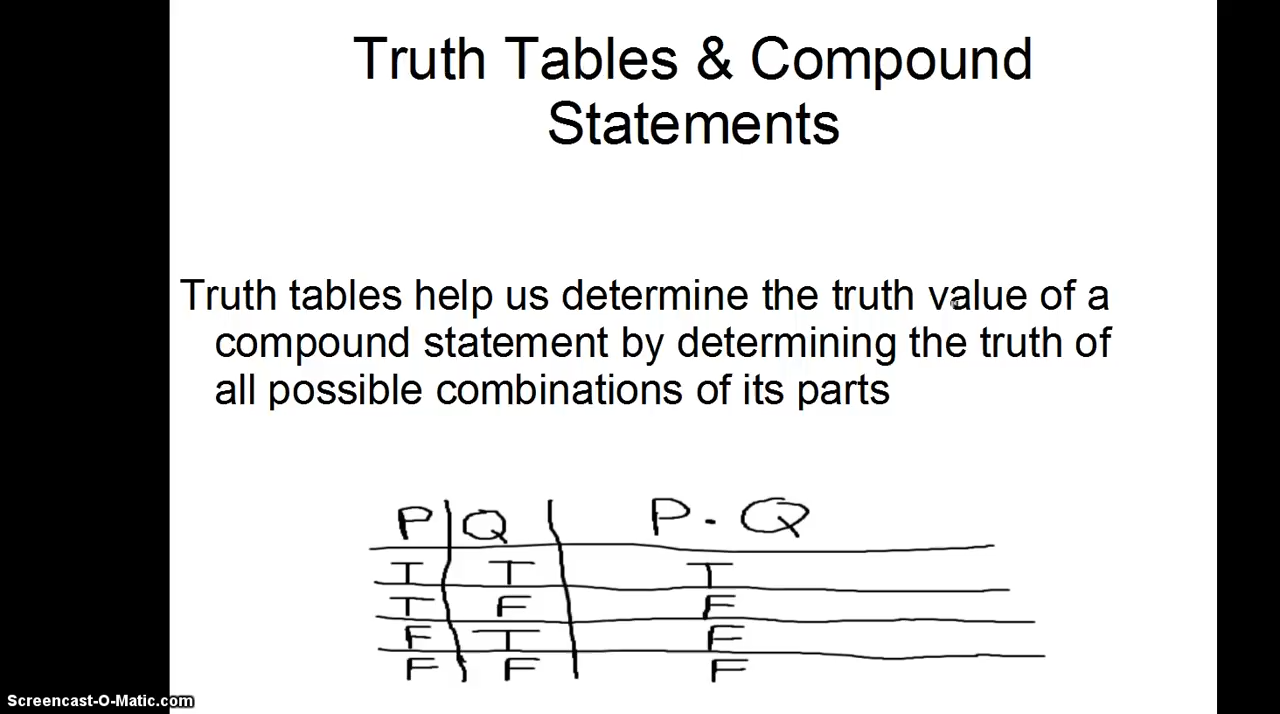 Truth Tables & Compound
Statements
Truth tables help us determine the truth value of a
compound statement by determining the truth of
all possible combinations of its parts
P Q P . Q
T T T
T F F
F T F
F F F
Screencast-O-Matic.com